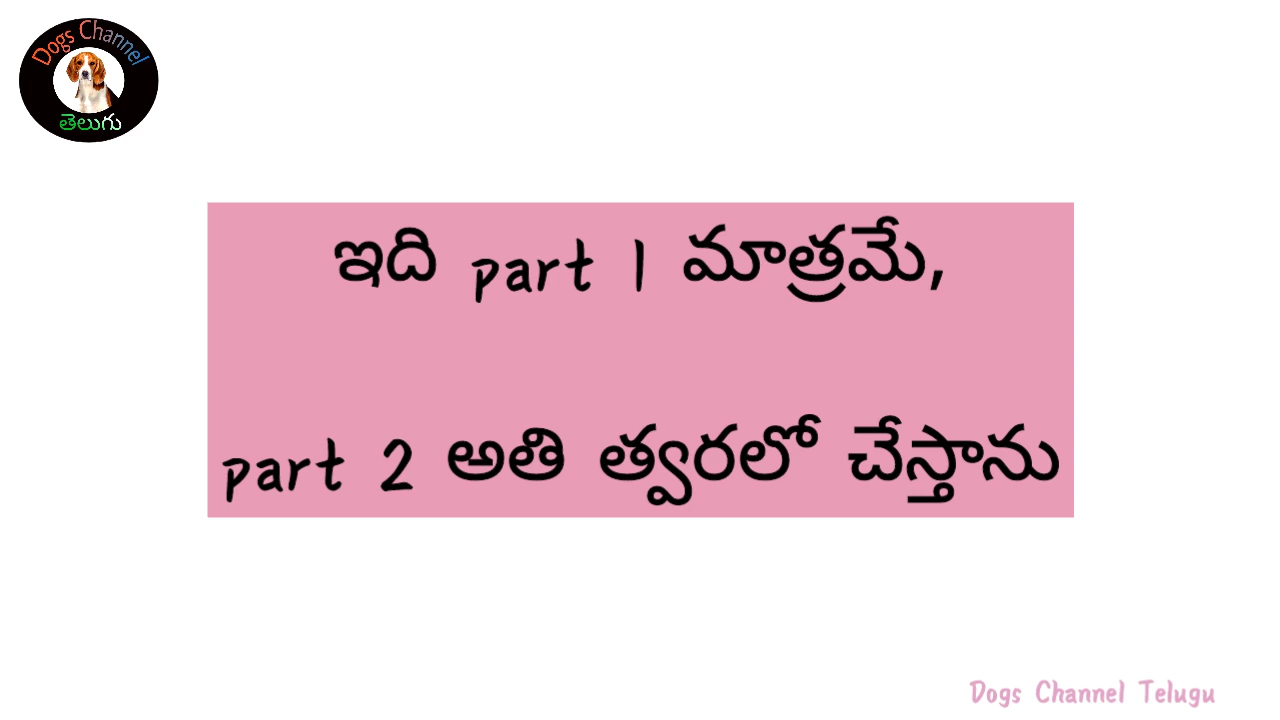 Dogs Channel
తెలుగు
ఇది part 1 మాత్రమే,
part 2 అతి త్వరలో చేస్తాను
Dogs Channel Telugu